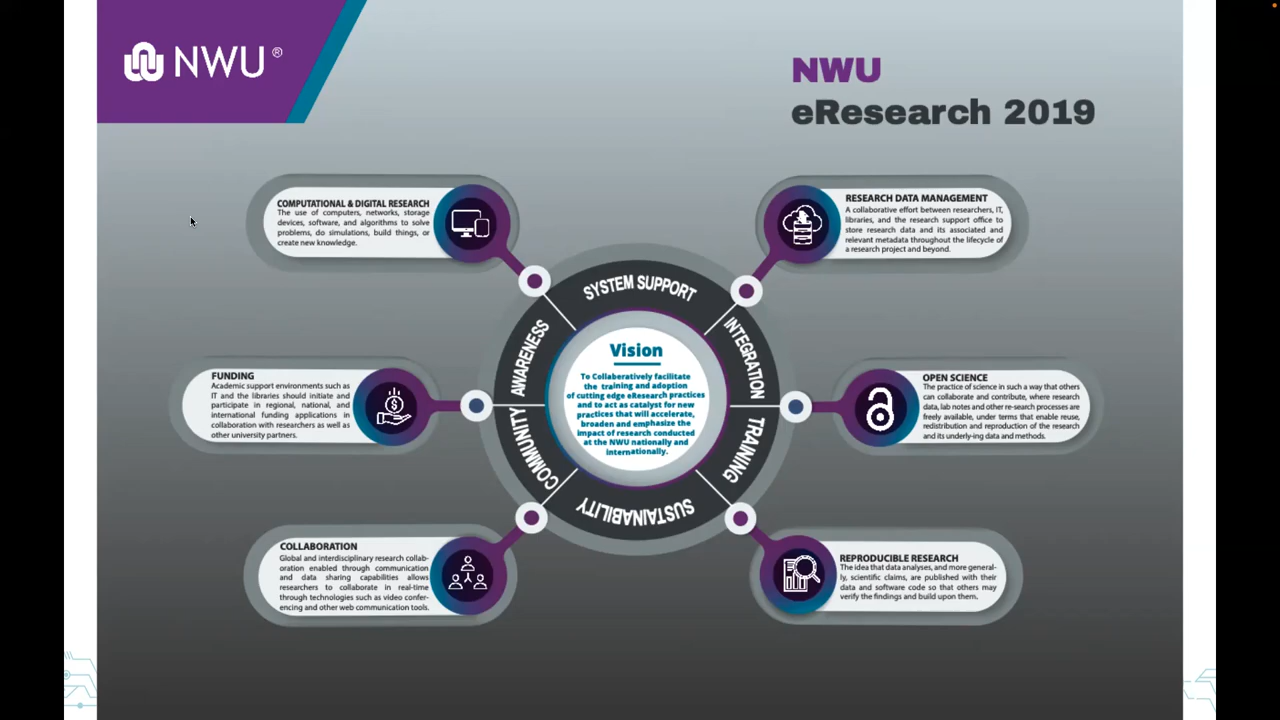 NWU®
NWU
eResearch 2019
COMPUTATIONAL & DIGITAL RESEARCH
The use of computers, networks, storage
devices, software, and algorithms to solve
problems, do simulations, build things, or
create new knowledge.
RESEARCH DATA MANAGEMENT
A collaborative effort between researchers, IT,
libraries, and the research support office to
store research data and its associated and
relevant metadata throughout the lifecycle of
a research project and beyond.
SYSTEM SUPPORT
AWARENESS
INTEGRATION
Vision
To Collaboratively facilitate
the training and adoption
of cutting edge eResearch practices
and to act as catalyst for new
practices that will accelerate,
broaden and emphasize the
impact of research conducted
at the NWU nationally and
internationally.
FUNDING
Academic support environments such as
IT and the libraries should initiate and
participate in regional, national, and
international funding applications in
collaboration with researchers as well as
other university partners.
OPEN SCIENCE
The practice of science in such a way that others
can collaborate and contribute, where research
data, lab notes and other re-search processes are
freely available, under terms that enable reuse,
redistribution and reproduction of the research
and its underly-ing data and methods.
COMMUNITY
TRAINING
SUSTAINABILITY
COLLABORATION
Global and interdisciplinary research collab-
oration enabled through communication
and data sharing capabilities allows
researchers to collaborate in real-time
through technologies such as video confer-
encing and other web communication tools.
REPRODUCIBLE RESEARCH
The idea that data analyses, and more general-
ly, scientific claims, are published with their
data and software code so that others may
verify the findings and build upon them.